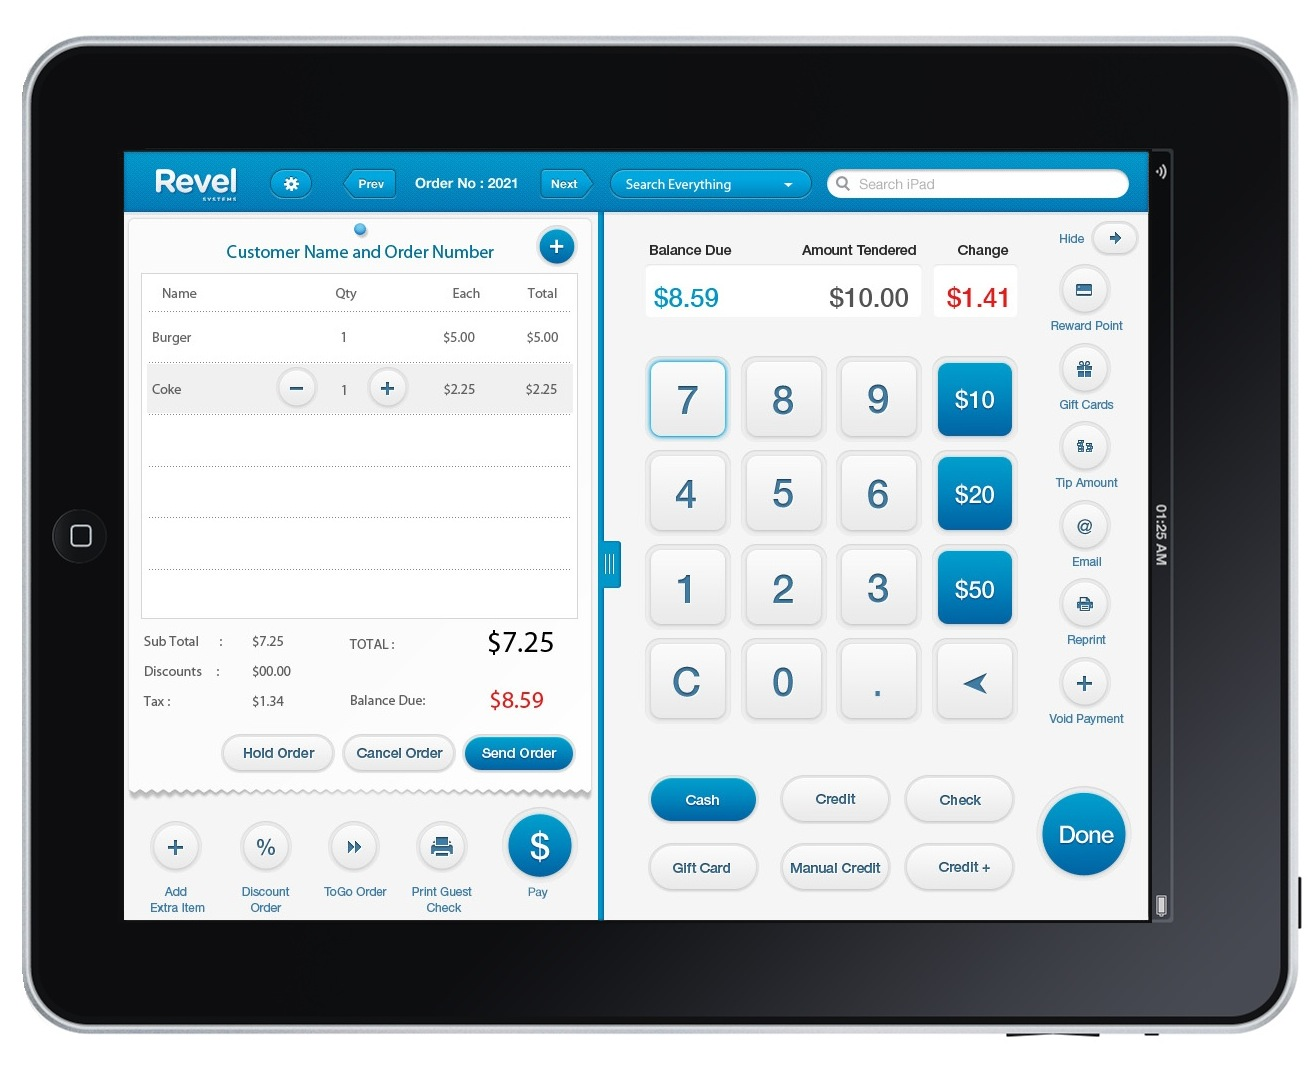 Revel
SYSTEMS
Prev
Order No : 2021
Next
Search Everything
Search iPad
Customer Name and Order Number
+
Name Qty Each Total
Burger 1 $5.00 $5.00
Coke − 1 + $2.25 $2.25
Sub Total : $7.25
TOTAL : $7.25
Discounts : $00.00
Tax : $1.34
Balance Due: $8.59
Hold Order
Cancel Order
Send Order
+
Add
Extra Item
%
Discount
Order
ToGo Order
Print Guest
Check
$
Pay
Balance Due Amount Tendered Change
$8.59 $10.00 $1.41
7 8 9 $10
4 5 6 $20
1 2 3 $50
C 0 .
Cash Credit Check
Gift Card Manual Credit Credit +
Hide
Reward Point
Gift Cards
Tip Amount
@
Email
Reprint
+
Void Payment
Done
01:25 AM